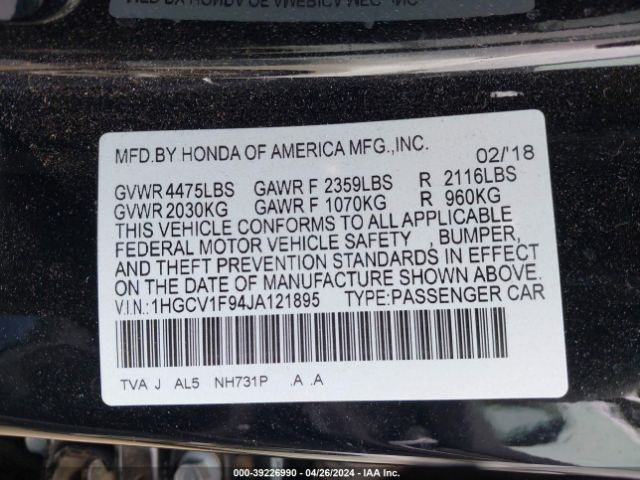 MFD.BY HONDA OF AMERICA MFG.,INC. 02/'18
GVWR 4475LBS GAWR F 2359LBS R 2116LBS
GVWR 2030KG GAWR F 1070KG R 960KG
THIS VEHICLE CONFORMS TO ALL APPLICABLE
FEDERAL MOTOR VEHICLE SAFETY , BUMPER,
AND THEFT PREVENTION STANDARDS IN EFFECT
ON THE DATE OF MANUFACTURE SHOWN ABOVE.
V.I.N.: 1HGCV1F94JA121895 TYPE:PASSENGER CAR
TVA J AL5 NH731P .A .A
000-39226990 - 04/26/2024 - IAA Inc.